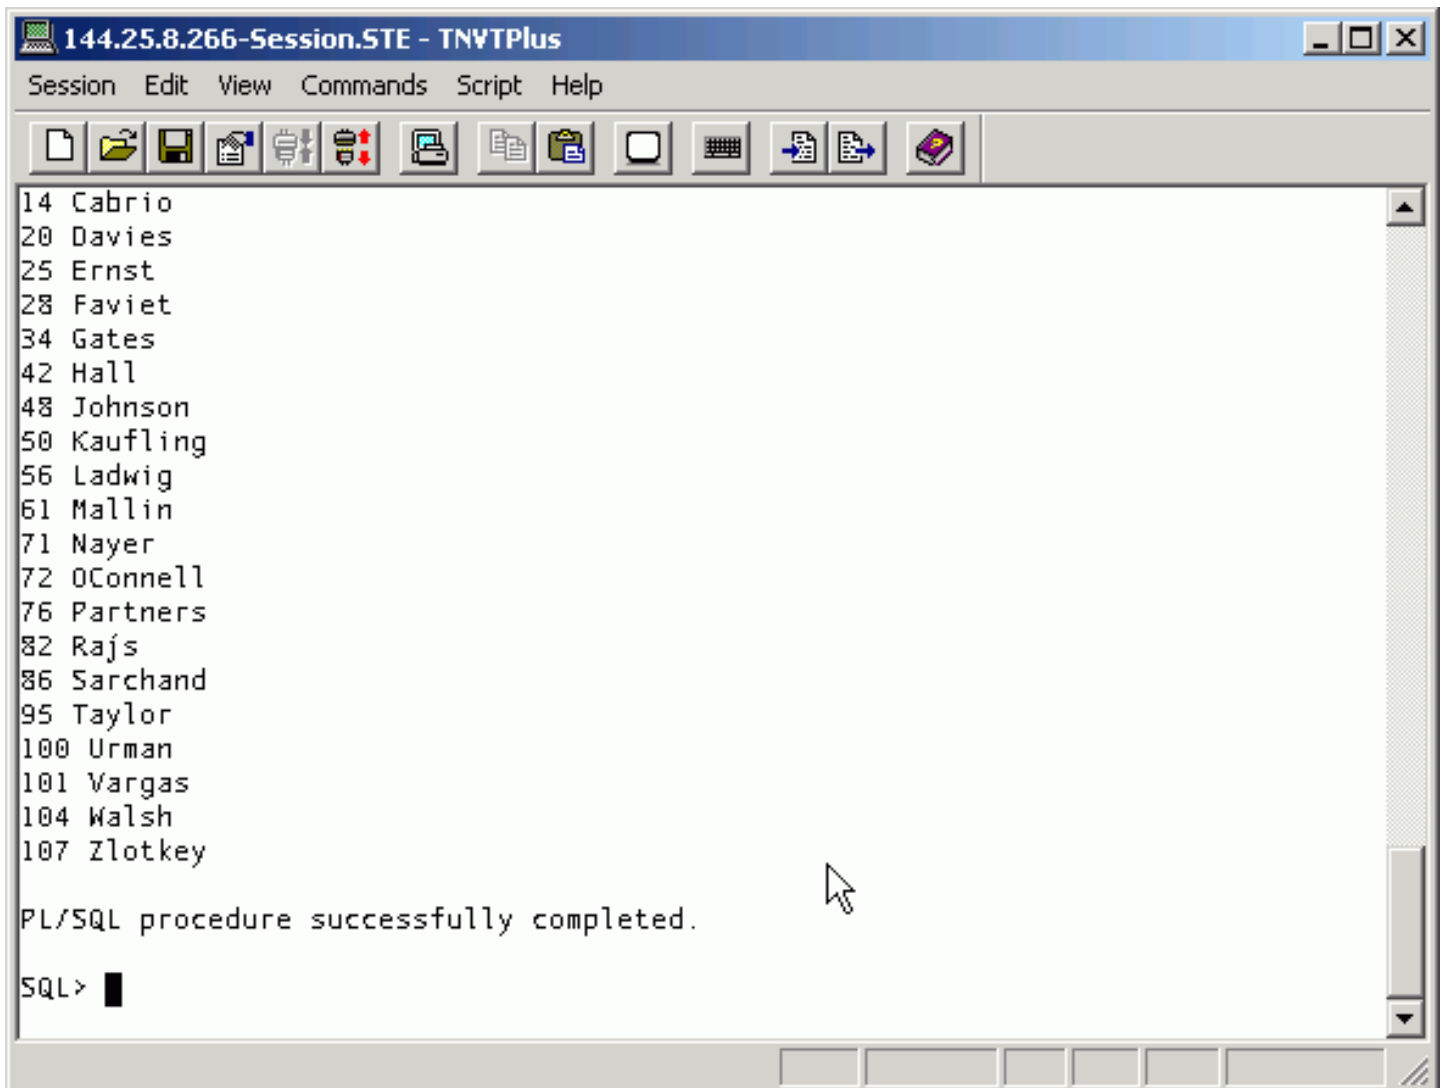 144.25.8.266-Session.STE - TNVTPlus
Session Edit View Commands Script Help
14 Cabrio
20 Davies
25 Ernst
28 Faviet
34 Gates
42 Hall
48 Johnson
50 Kaufling
56 Ladwig
61 Mallin
71 Nayer
72 OConnell
76 Partners
82 Rajs
86 Sarchand
95 Taylor
100 Urman
101 Vargas
104 Walsh
107 Zlotkey
PL/SQL procedure successfully completed.
SQL>